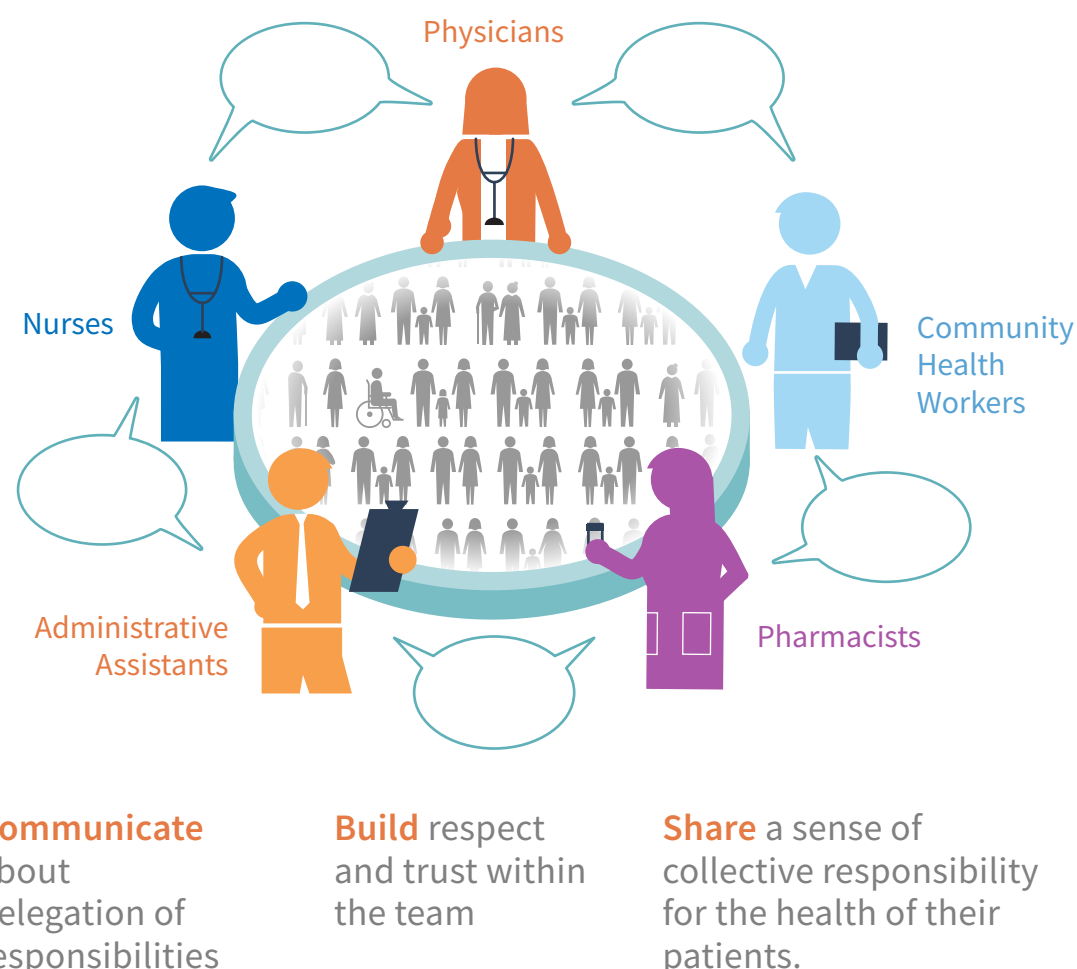 Physicians
Nurses
Community
Health
Workers
Administrative
Assistants
Pharmacists
ommunicate
bout
elegation of
esponsibilities
Build respect
and trust within
the team
Share a sense of
collective responsibility
for the health of their
patients.